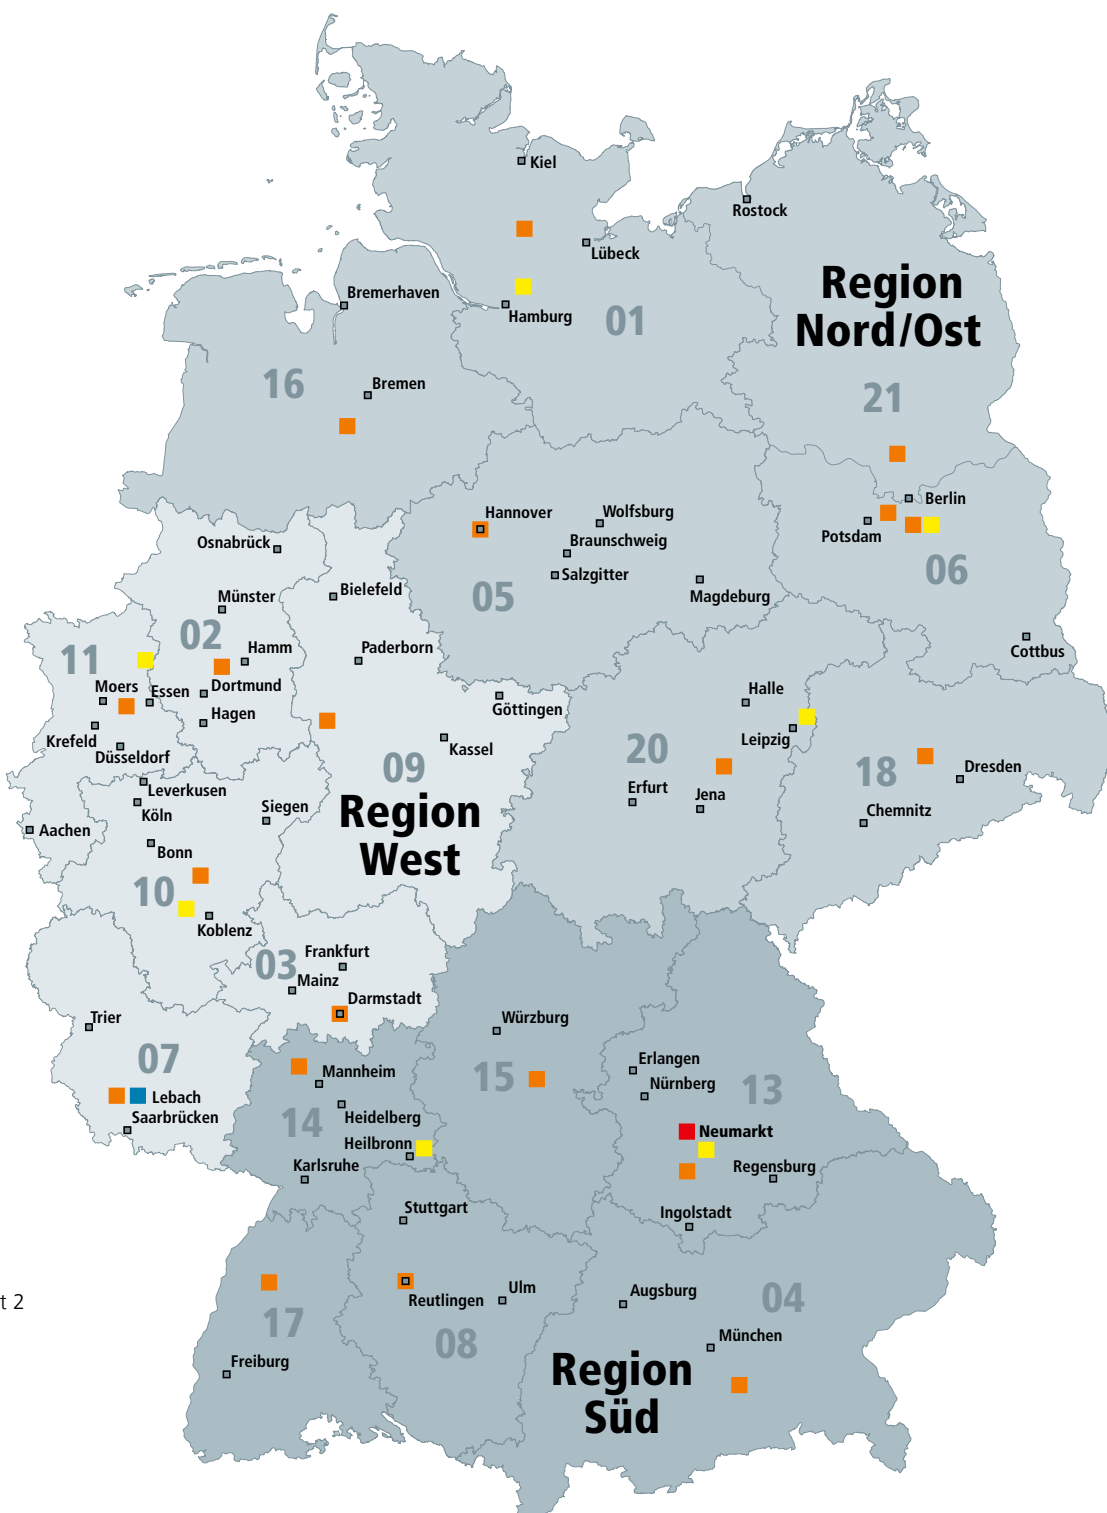 Kiel
Rostock
Lübeck
Region
Nord/Ost
Bremerhaven
Hamburg
01
16
Bremen
21
Berlin
Hannover
Wolfsburg
Potsdam
Osnabrück
Braunschweig
Salzgitter
06
05
Bielefeld
Magdeburg
Münster
02
Hamm
Paderborn
Cottbus
11
Moers
Essen
Dortmund
Halle
Göttingen
Hagen
Krefeld
Leipzig
Düsseldorf
Kassel
20
09
18
Dresden
Leverkusen
Erfurt
Jena
Köln
Siegen
Region
West
Chemnitz
Aachen
Bonn
10
Koblenz
Frankfurt
03
Mainz
Darmstadt
Trier
Würzburg
07
Erlangen
Mannheim
15
Nürnberg
13
Lebach
Saarbrücken
Heidelberg
14
Neumarkt
Heilbronn
Karlsruhe
Regensburg
Stuttgart
Ingolstadt
Ulm
Augsburg
04
Reutlingen
t 2
17
08
München
Freiburg
Region
Süd